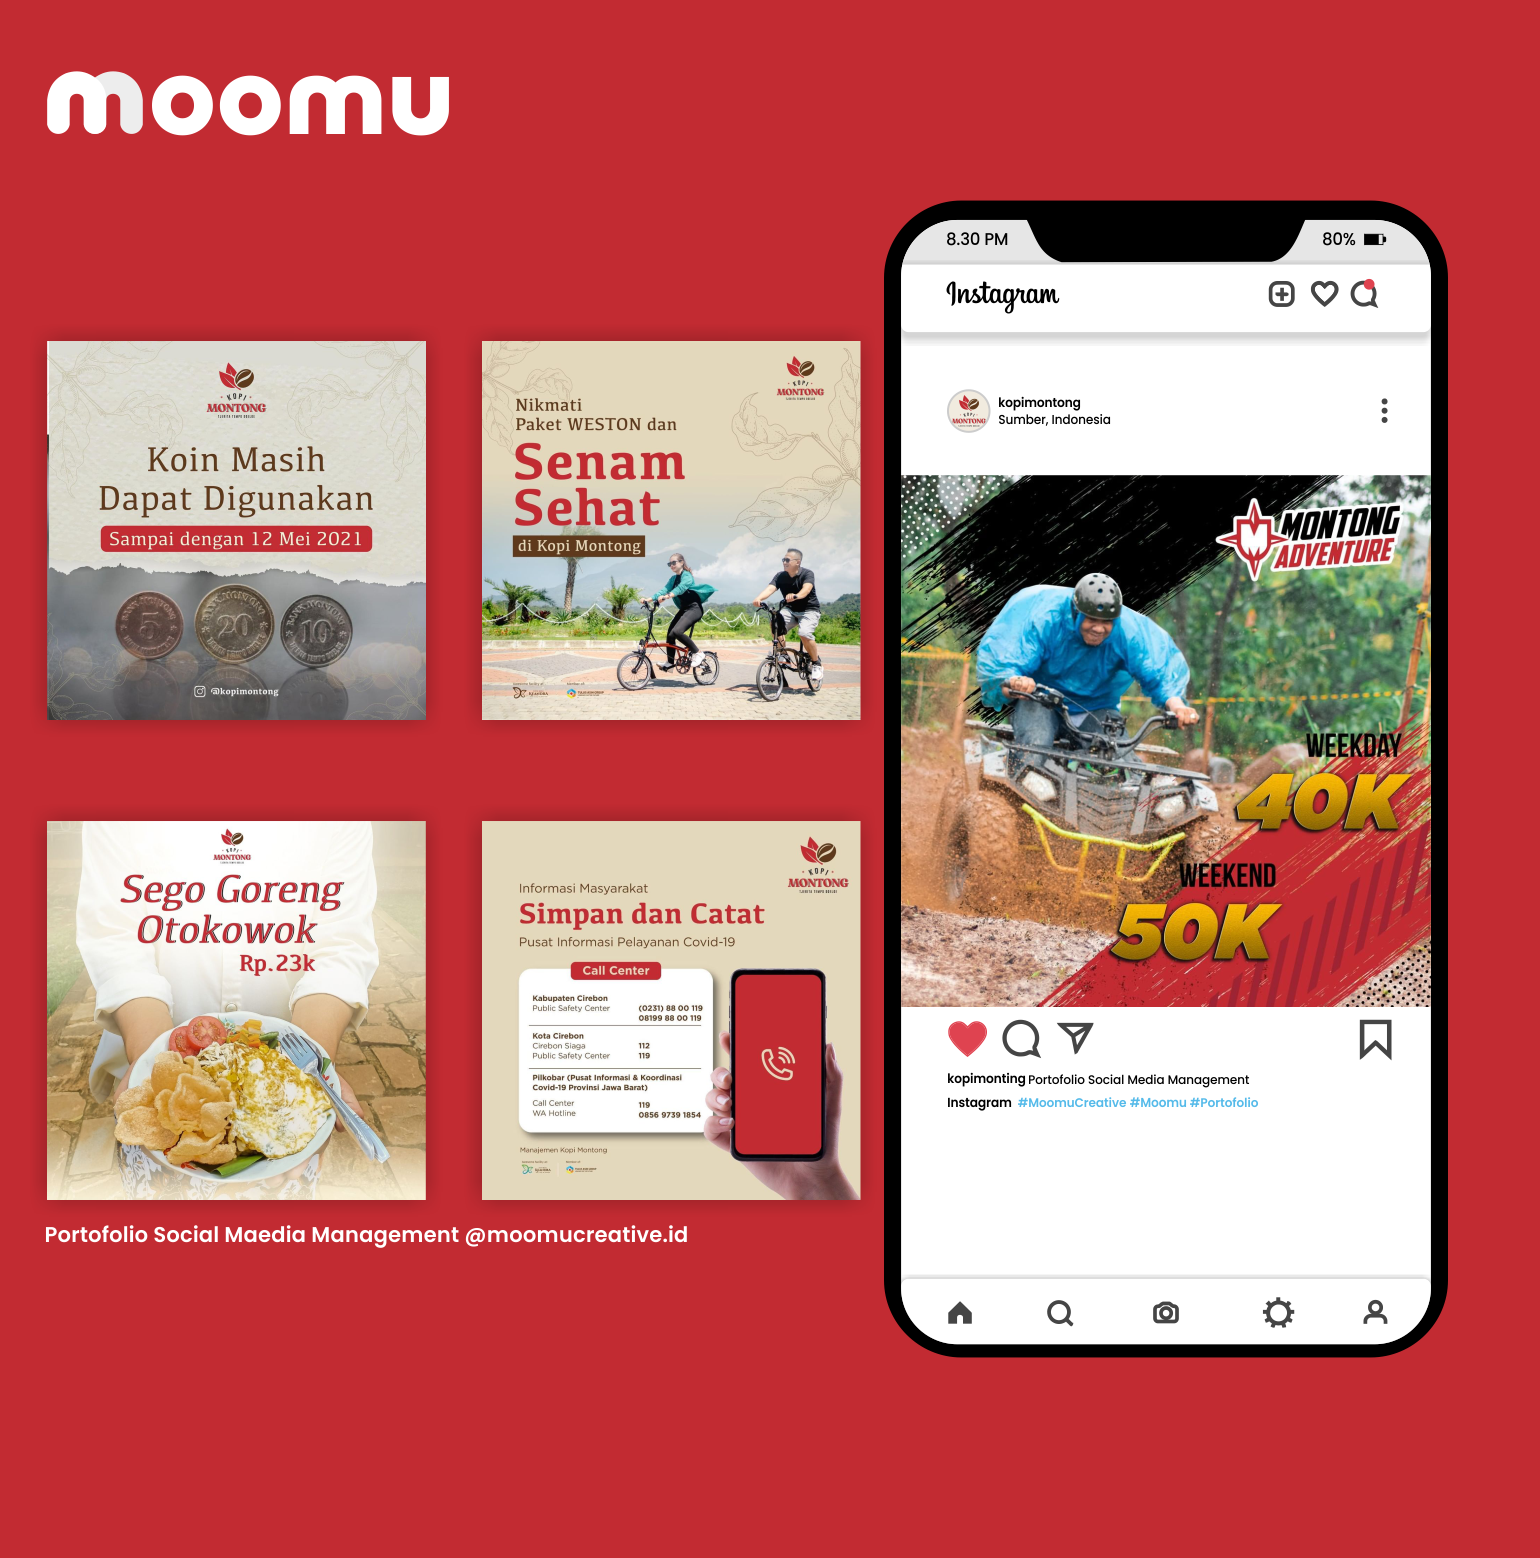 moomu
KOPI
MONTONG
Koin Masih
Dapat Digunakan
Sampai dengan 12 Mei 2021
5
20
10
@kopimontong
KOPI
MONTONG
Nikmati
Paket WESTON dan
Senam
Sehat
di Kopi Montong
KOPI
MONTONG
Sego Goreng
Otokowok
Rp.23k
KOPI
MONTONG
Informasi Masyarakat
Simpan dan Catat
Pusat Informasi Pelayanan Covid-19
Call Center
Kabupaten Cirebon
Public Safety Center (0231) 88 00 119
08199 88 00 119
Kota Cirebon
Cirebon Siaga 112
Public Safety Center 119
Pilkobar (Pusat Informasi & Koordinasi
Covid-19 Provinsi Jawa Barat)
Call Center 119
WA Hotline 0856 9739 1854
Manajemen Kopi Montong
Portofolio Social Maedia Management @moomucreative.id
8.30 PM 80%
Instagram
MONTONG
kopimontong
Sumber, Indonesia
MONTONG
ADVENTURE
WEEKDAY
40K
WEEKEND
50K
kopimonting Portofolio Social Media Management
Instagram #MoomuCreative #Moomu #Portofolio